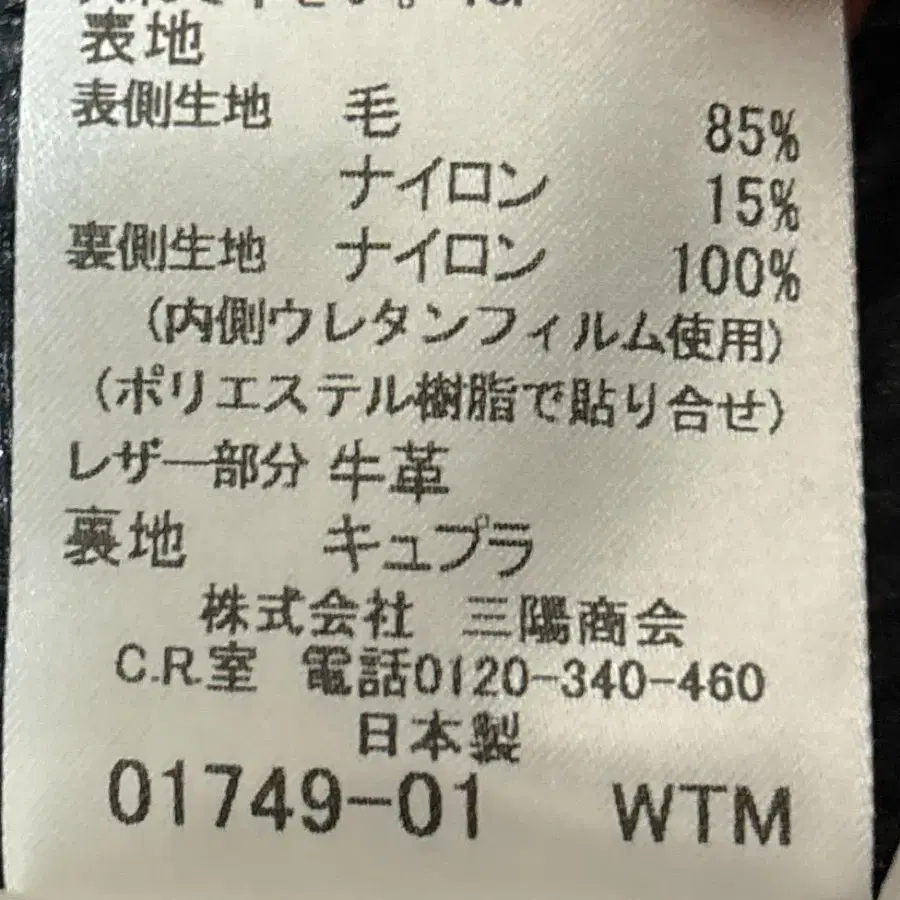 表地
表側生地 毛 85%
ナイロン 15%
裏側生地 ナイロン 100%
(内側ウレタンフィルム使用)
(ポリエステル樹脂で貼り合せ)
レザー部分 牛革
裏地 キュプラ
株式会社 三陽商会
C.R.室 電話0120-340-460
日本製
01749-01 WTM